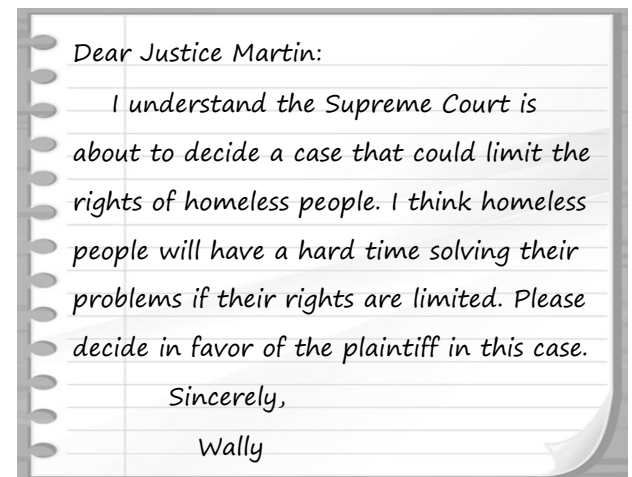 Dear Justice Martin:
I understand the Supreme Court is
about to decide a case that could limit the
rights of homeless people. I think homeless
people will have a hard time solving their
problems if their rights are limited. Please
decide in favor of the plaintiff in this case.
Sincerely,
Wally